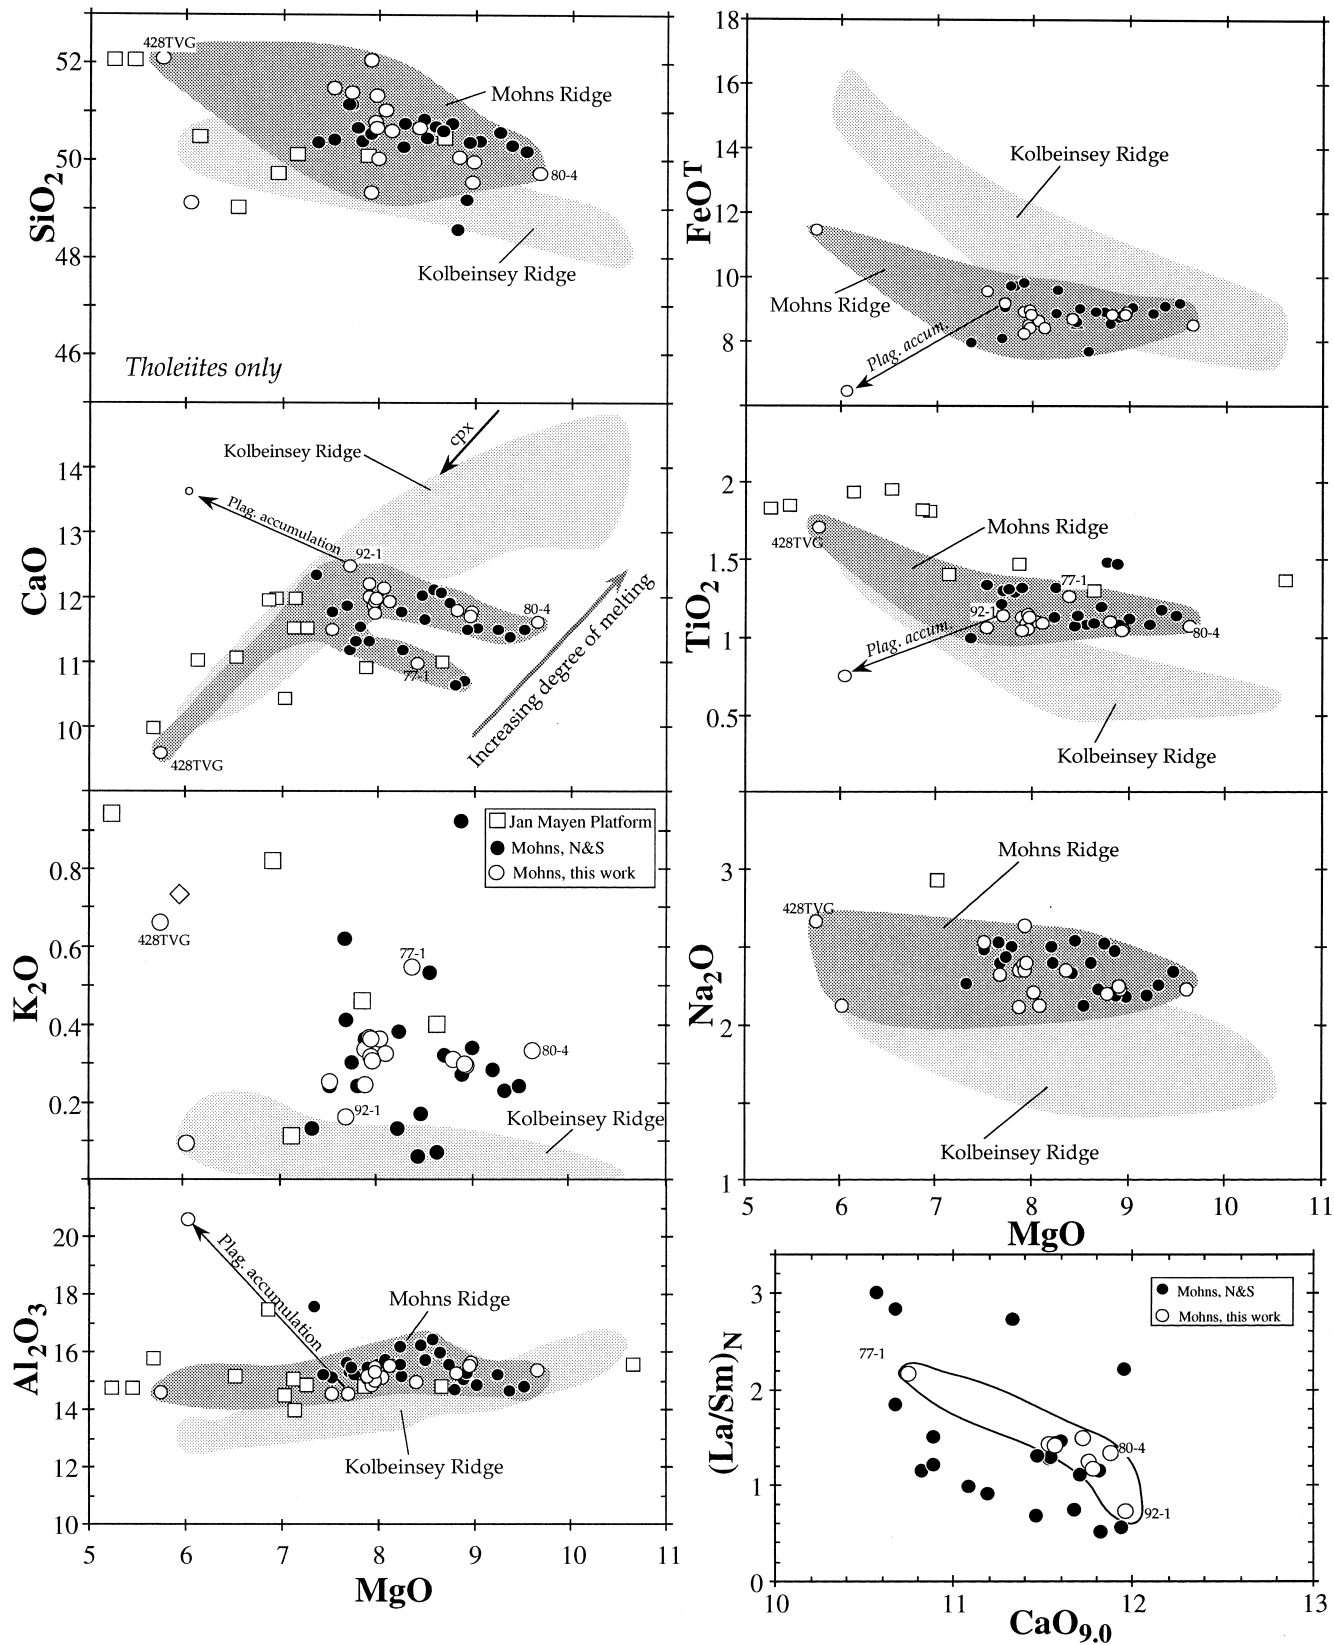 52
50
48
46
SiO2
428TVG
Mohns Ridge
80-4
Kolbeinsey Ridge
Tholeiites only
18
16
14
12
10
8
FeOT
Kolbeinsey Ridge
Mohns Ridge
Plag. accum.
14
13
12
11
10
CaO
Kolbeinsey Ridge
cpx
Plag. accumulation
92-1
80-4
77-1
428TVG
Increasing degree of melting
2
1.5
1
0.5
TiO2
Mohns Ridge
428TVG
77-1
92-1
80-4
Plag. accum.
Kolbeinsey Ridge
0.8
0.6
0.4
0.2
K2O
Jan Mayen Platform
Mohns, N&S
Mohns, this work
428TVG
77-1
80-4
92-1
Kolbeinsey Ridge
3
2
1
Na2O
Mohns Ridge
428TVG
Kolbeinsey Ridge
5 6 7 8 9 10 11
MgO
20
18
16
14
12
10
Al2O3
Plag. accumulation
Mohns Ridge
Kolbeinsey Ridge
5 6 7 8 9 10 11
MgO
3
2
1
0
(La/Sm)N
Mohns, N&S
Mohns, this work
77-1
80-4
92-1
10 11 12 13
CaO9.0